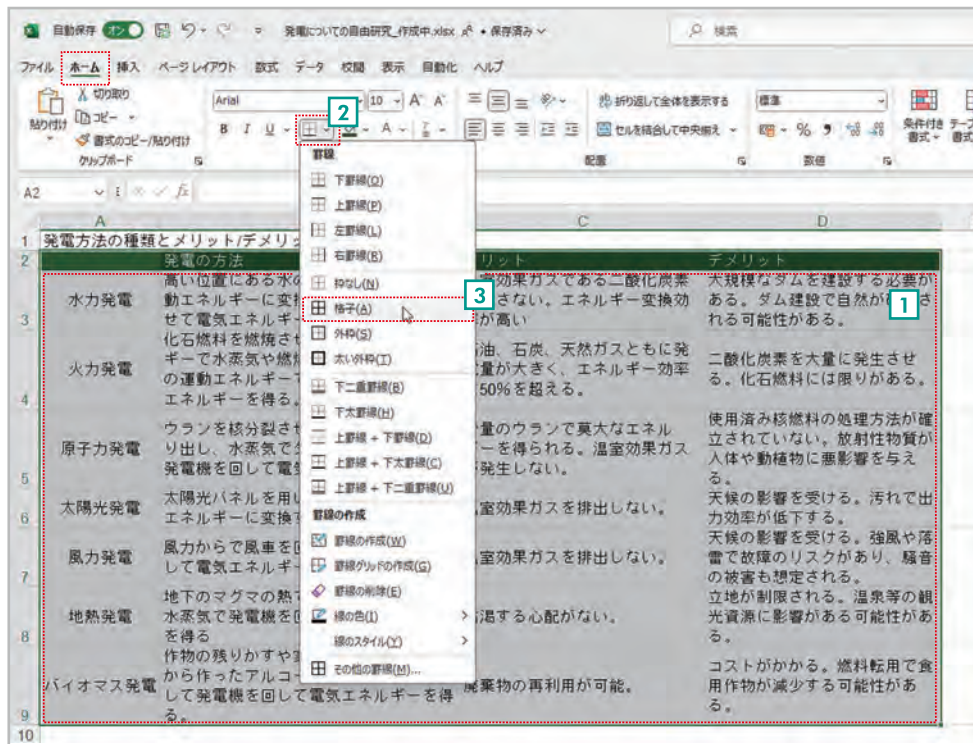 自動保存 オン 発電についての自由研究_作成中.xlsx • 保存済み 検索
ファイル ホーム 挿入 ページ レイアウト 数式 データ 校閲 表示 自動化 ヘルプ
貼り付け
切り取り
コピー
書式のコピー/貼り付け
クリップボード
Arial 10 A A
B I U A
2
折り返して全体を表示する
セルを結合して中央揃え
配置
標準
% 9
数値
条件付き
書式
A2 fx
A C D
1 発電方法の種類とメリット/デメリッ
2 発電の方法 リット デメリット
罫線
下罫線(O)
上罫線(P)
左罫線(L)
右罫線(R)
枠なし(N)
格子(A)
3
外枠(S)
太い外枠(T)
下二重罫線(B)
下太罫線(H)
上罫線 + 下罫線(D)
上罫線 + 下太罫線(C)
上罫線 + 下二重罫線(U)
罫線の作成
罫線の作成(W)
罫線グリッドの作成(G)
罫線の削除(E)
線の色(I)
線のスタイル(Y)
その他の罫線(M)...
1
3 水力発電
高い位置にある水の
動エネルギーに変換
せて電気エネルギー
室効果ガスである二酸化炭素
さない。エネルギー変換効
が高い
大規模なダムを建設する必要が
ある。ダム建設で自然が
れる可能性がある。
4 火力発電
化石燃料を燃焼させ
ギーで水蒸気や燃焼
の運動エネルギーで
エネルギーを得る。
油、石炭、天然ガスともに発
量が大きく、エネルギー効率
50%を超える。
二酸化炭素を大量に発生させ
る。化石燃料には限りがある。
5 原子力発電
ウランを核分裂させ
り出し、水蒸気でタ
発電機を回して電気
量のウランで莫大なエネル
ーを得られる。温室効果ガス
発生しない。
使用済み核燃料の処理方法が確
立されていない。放射性物質が
人体や動植物に悪影響を与え
る。
6 太陽光発電
太陽光パネルを用い
エネルギーに変換す
室効果ガスを排出しない。
天候の影響を受ける。汚れで出
力効率が低下する。
7 風力発電
風力からで風車を回
して電気エネルギー
室効果ガスを排出しない。
天候の影響を受ける。強風や落
雷で故障のリスクがあり、騒音
の被害も想定される。
8 地熱発電
地下のマグマの熱で
水蒸気で発電機を回
を得る
渇する心配がない。
立地が制限される。温泉等の観
光資源に影響がある可能性があ
る。
9 バイオマス発電
作物の残りかすや家
から作ったアルコー
して発電機を回して電気エネルギーを得
る。
廃棄物の再利用が可能。
コストがかかる。燃料転用で食
用作物が減少する可能性があ
る。
10